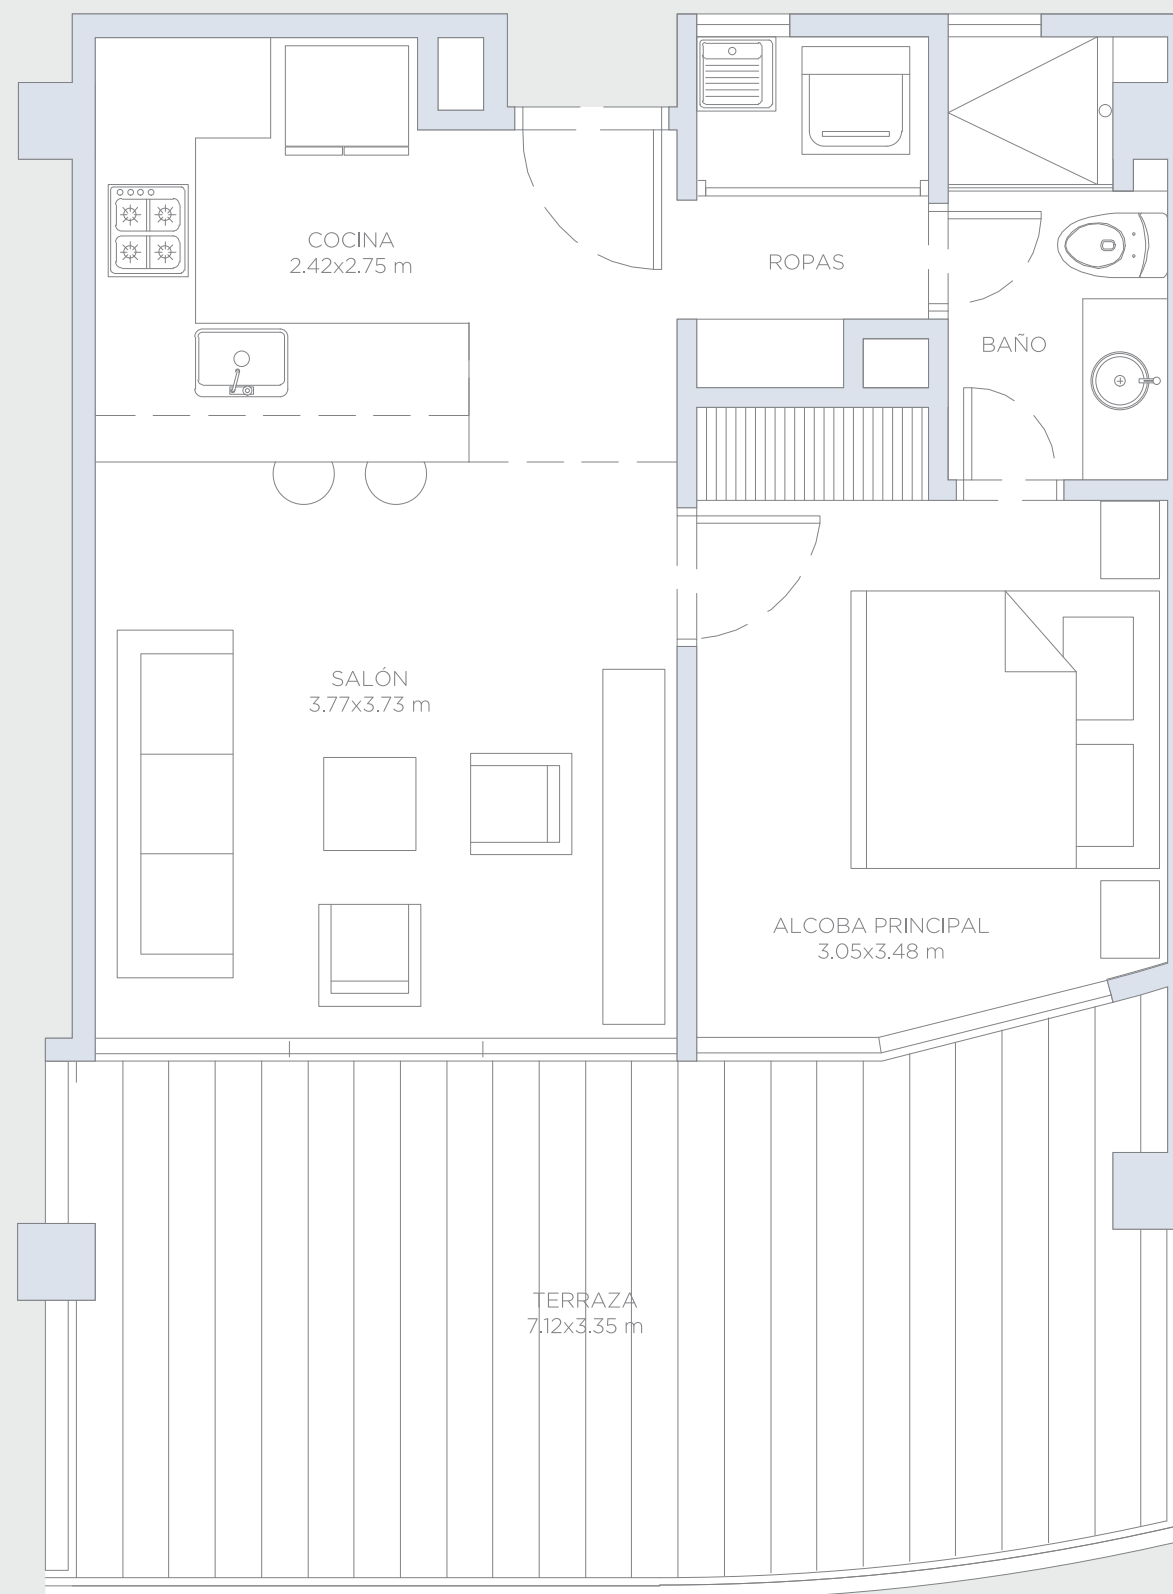 COCINA
2.42x2.75 m
ROPAS
BAÑO
SALÓN
3.77x3.73 m
ALCOBA PRINCIPAL
3.05x3.48 m
TERRAZA
7.12x3.35 m